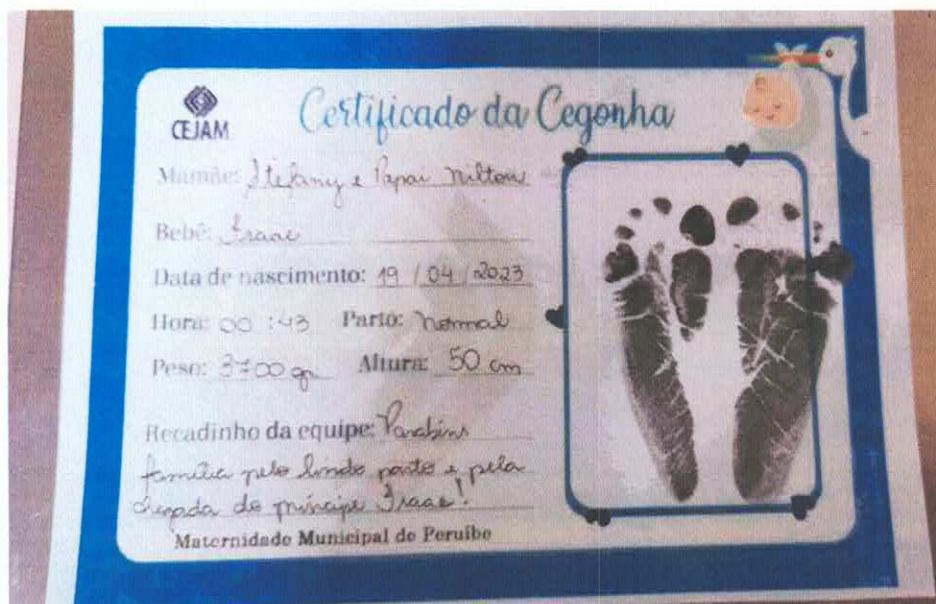 CEJAM
Certificado da Cegonha
Mamãe: Stefany e Papai Nilton
Bebê: Isaac
Data de nascimento: 19 / 04 / 2023
Hora: 00 : 43 Parto: normal
Peso: 3700 g Altura: 50 cm
Recadinho da equipe: Parabéns
família pelo lindo parto e pela
chegada do príncipe Isaac!
Maternidade Municipal de Peruíbe